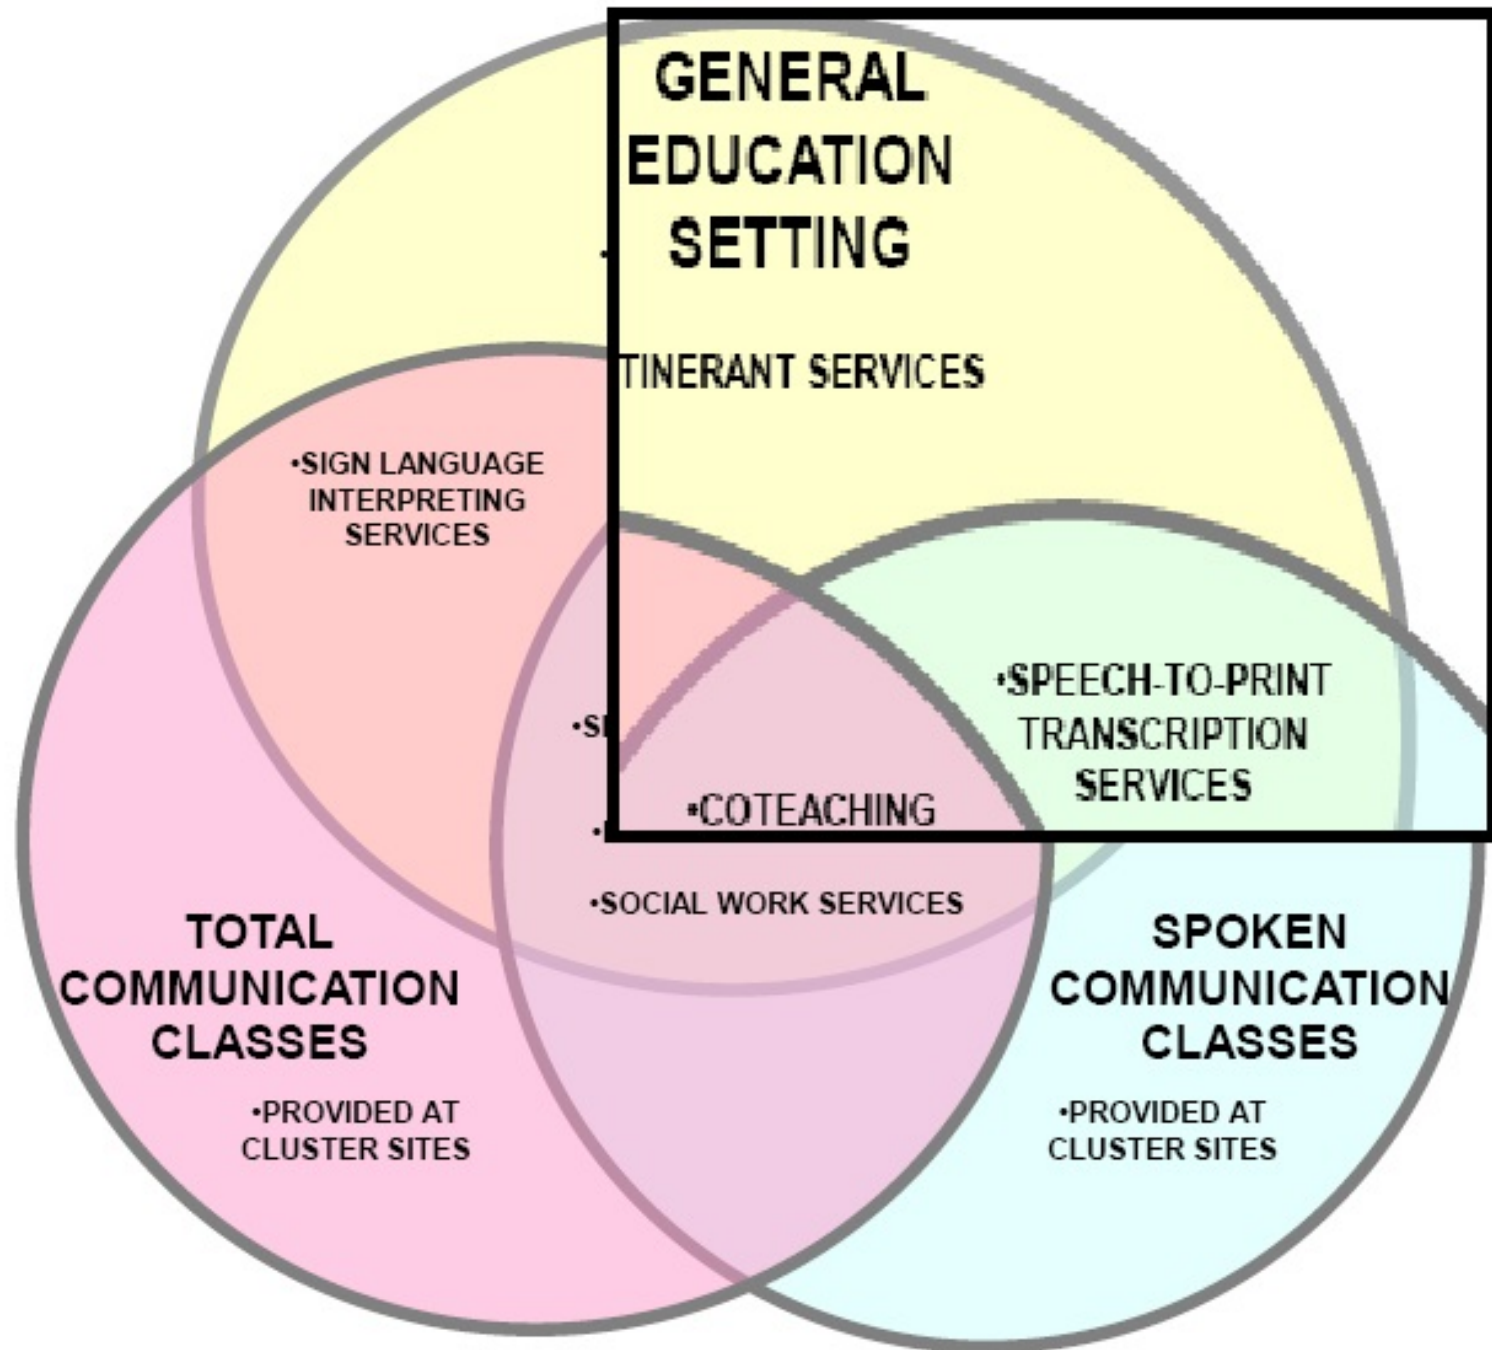 GENERAL
EDUCATION
SETTING
TINERANT SERVICES
•SIGN LANGUAGE
INTERPRETING
SERVICES
•SPEECH-TO-PRINT
TRANSCRIPTION
SERVICES
•COTEACHING
•SOCIAL WORK SERVICES
TOTAL
COMMUNICATION
CLASSES
•PROVIDED AT
CLUSTER SITES
SPOKEN
COMMUNICATION
CLASSES
•PROVIDED AT
CLUSTER SITES